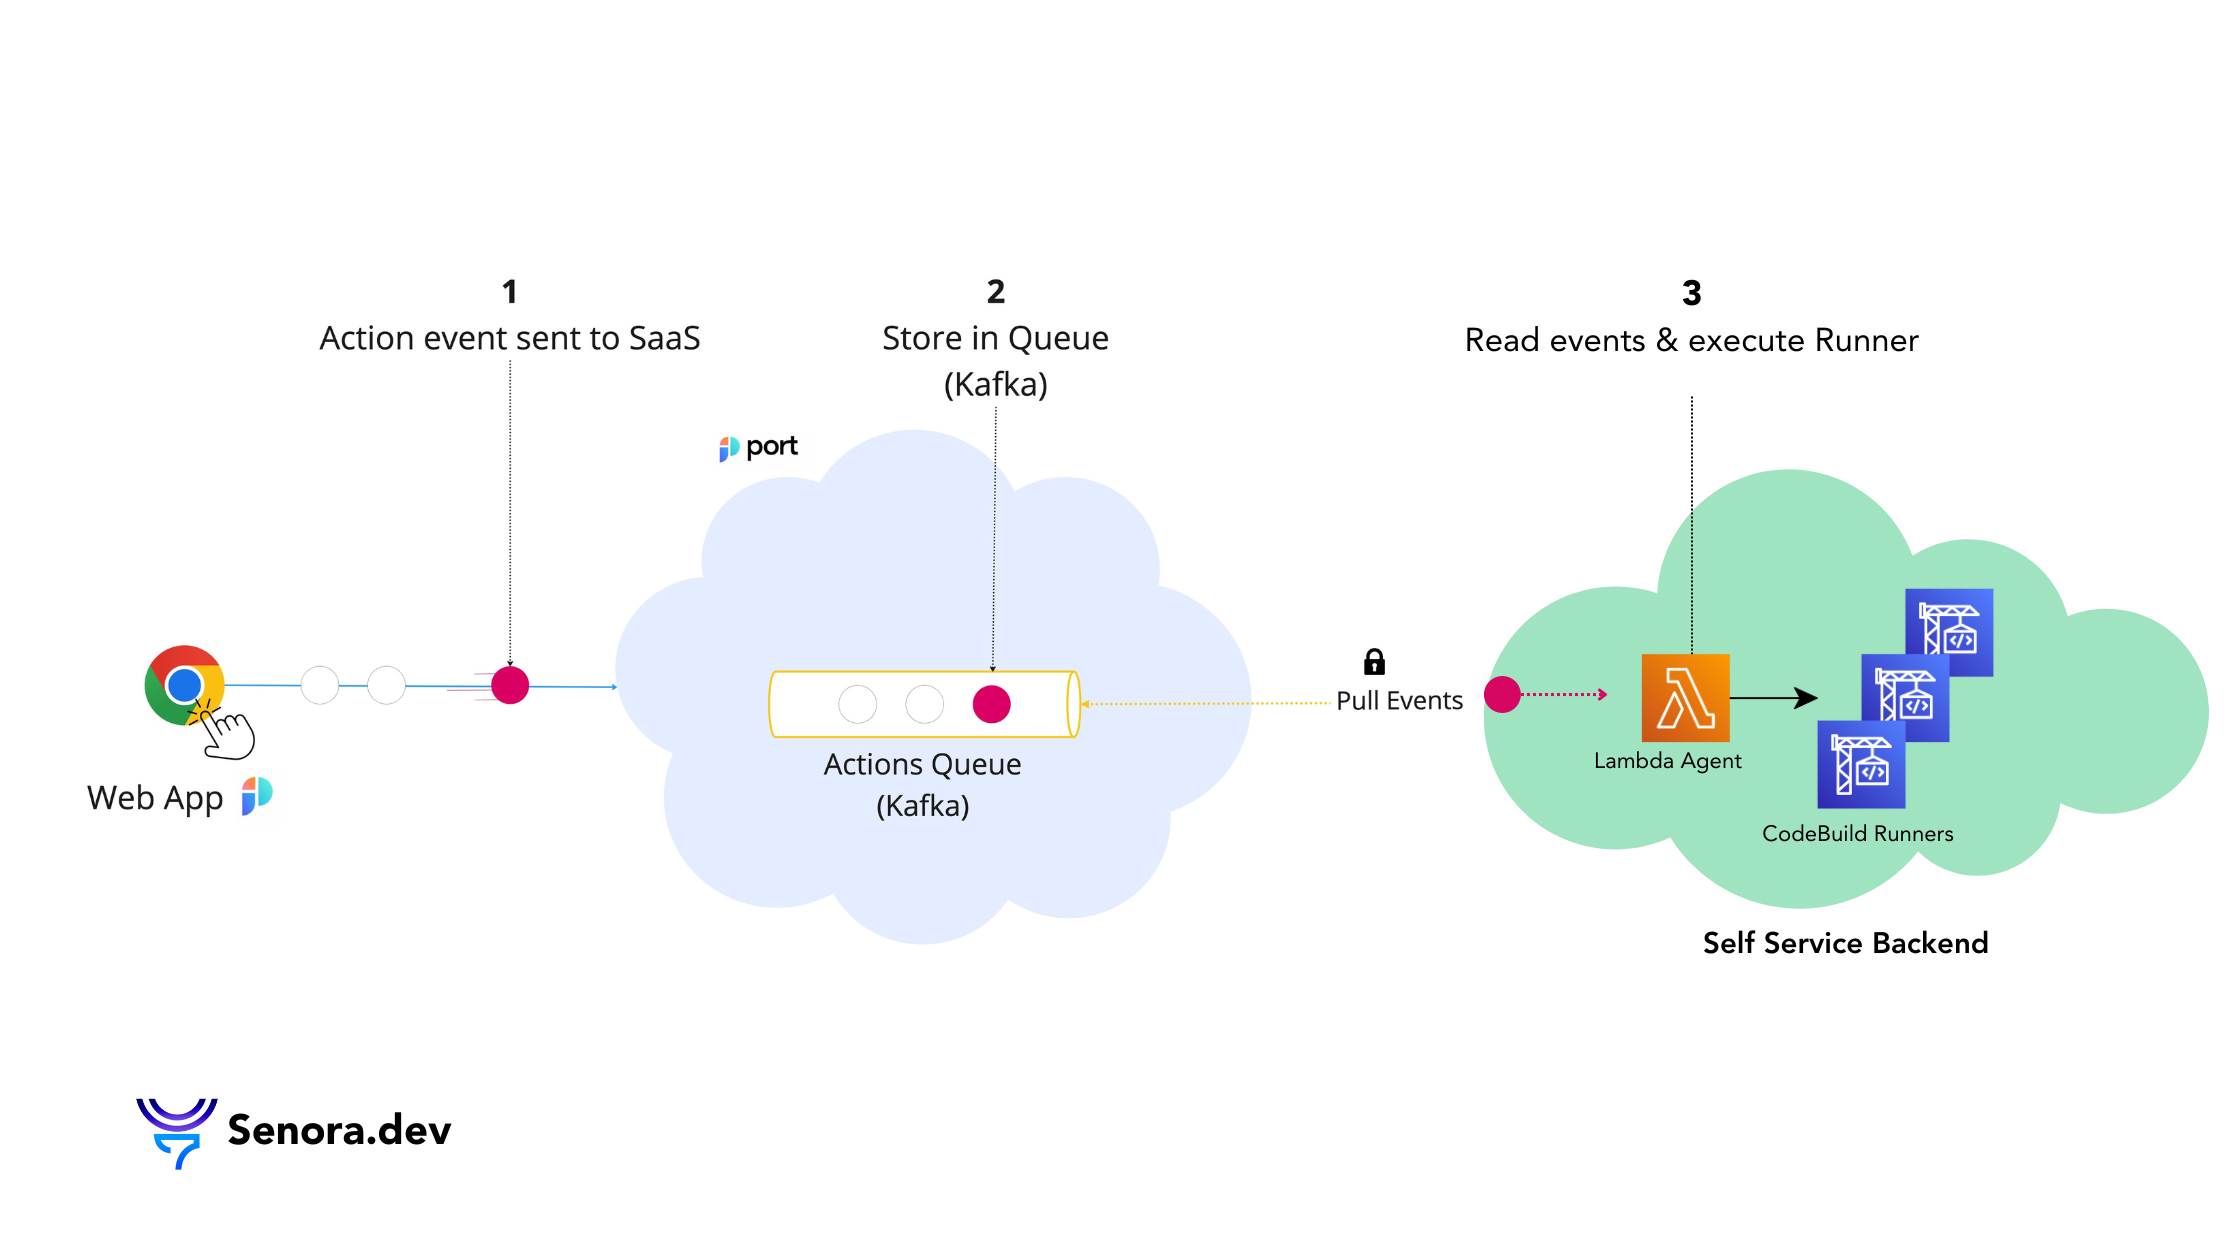 1
Action event sent to SaaS
2
Store in Queue
(Kafka)
3
Read events & execute Runner
port
Web App
Actions Queue
(Kafka)
Pull Events
Lambda Agent
CodeBuild Runners
Self Service Backend
Senora.dev